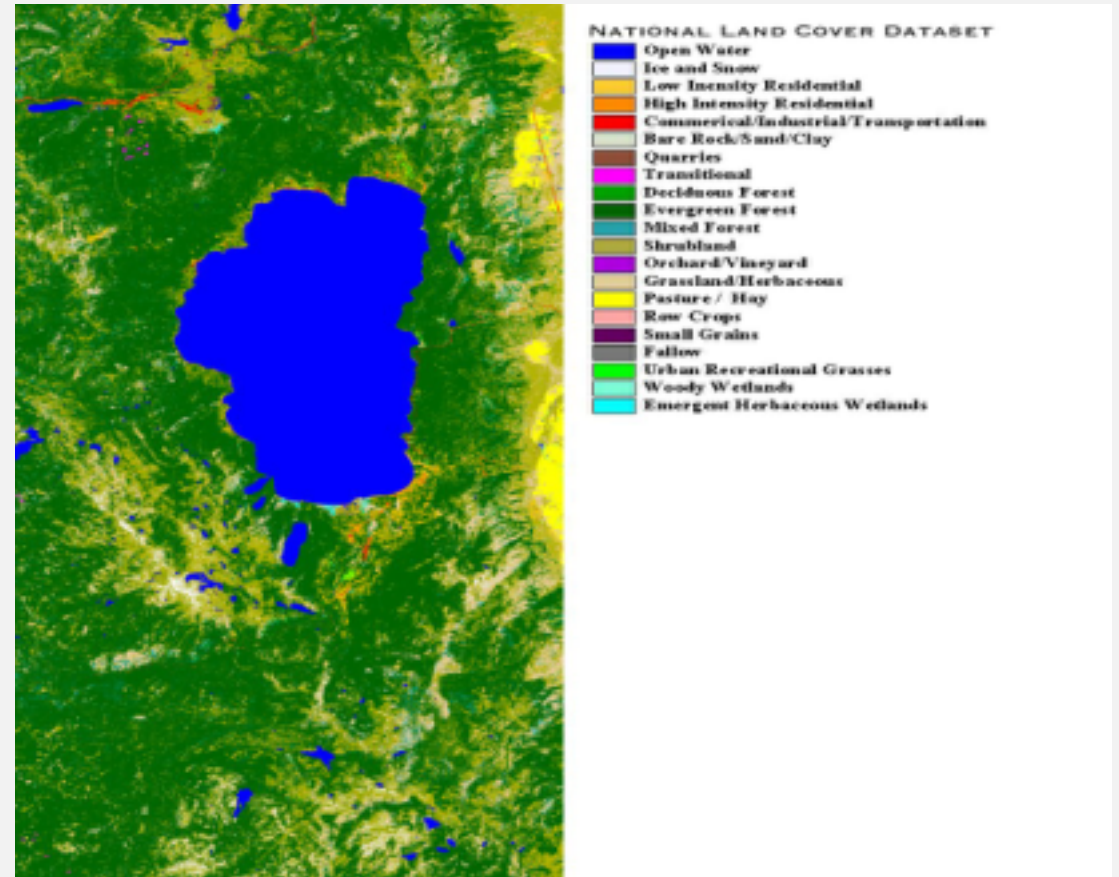 NATIONAL LAND COVER DATASET
Open Water
Ice and Snow
Low Inensity Residential
High Intensity Residential
Commerical/Industrial/Transportation
Bare Rock/Sand/Clay
Quarries
Transitional
Deciduous Forest
Evergreen Forest
Mixed Forest
Shrubland
Orchard/Vineyard
Grassland/Herbaceous
Pasture / Hay
Row Crops
Small Grains
Fallow
Urban Recreational Grasses
Woody Wetlands
Emergent Herbaceous Wetlands